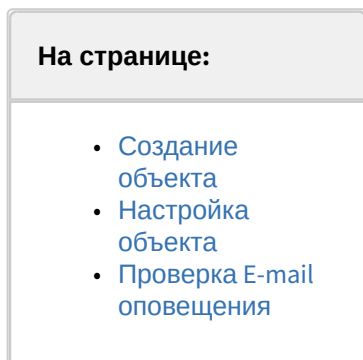 На странице:
• Создание
объекта
• Настройка
объекта
• Проверка E-mail
оповещения